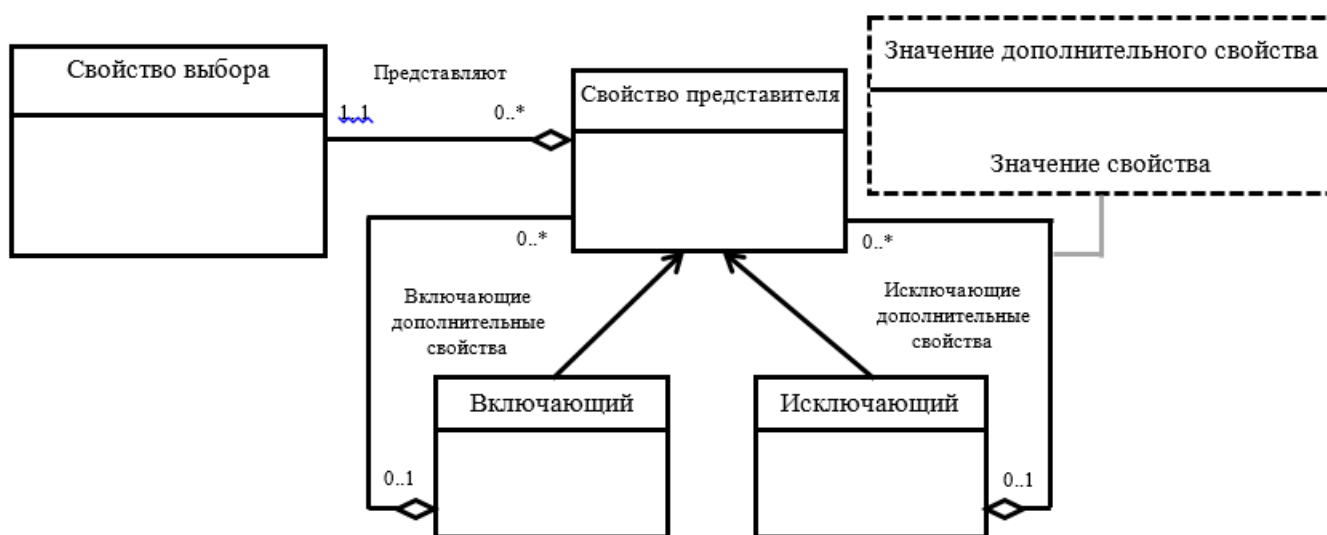 Свойство выбора
Представляют
1..1
0..*
Свойство представителя
Значение дополнительного свойства
Значение свойства
0..*
0..*
Включающие
дополнительные
свойства
Исключающие
дополнительные
свойства
Включающий
Исключающий
0..1
0..1